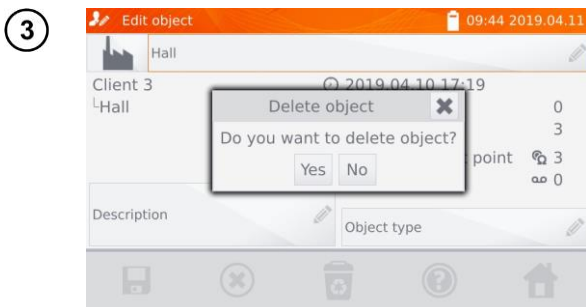 3
Edit object
09:44 2019.04.11
Hall
Client 3
2019.04.10 17:19
Hall
0
3
point 3
0
Delete object
Do you want to delete object?
Yes No
Description
Object type